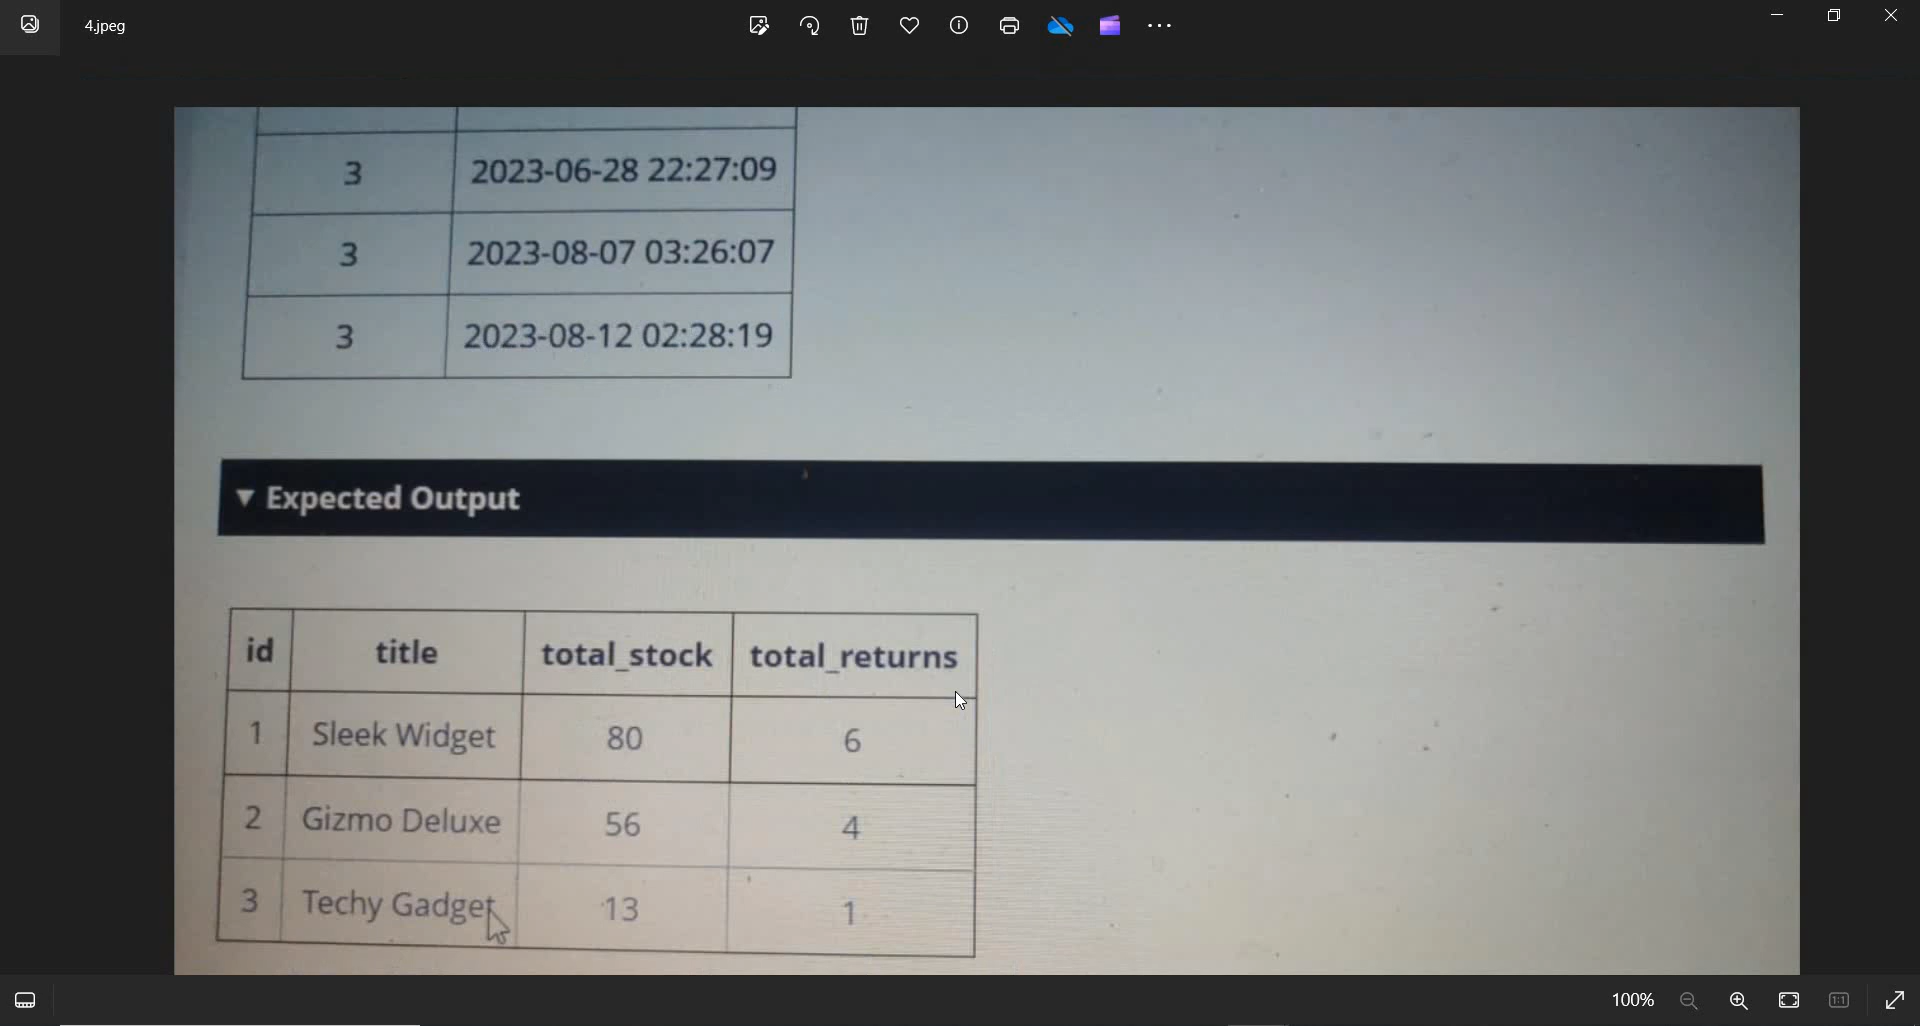 4.jpeg
3 2023-06-28 22:27:09
3 2023-08-07 03:26:07
3 2023-08-12 02:28:19
▼ Expected Output
id title total_stock total_returns
1 Sleek Widget 80 6
2 Gizmo Deluxe 56 4
3 Techy Gadget 13 1
100%
1:1